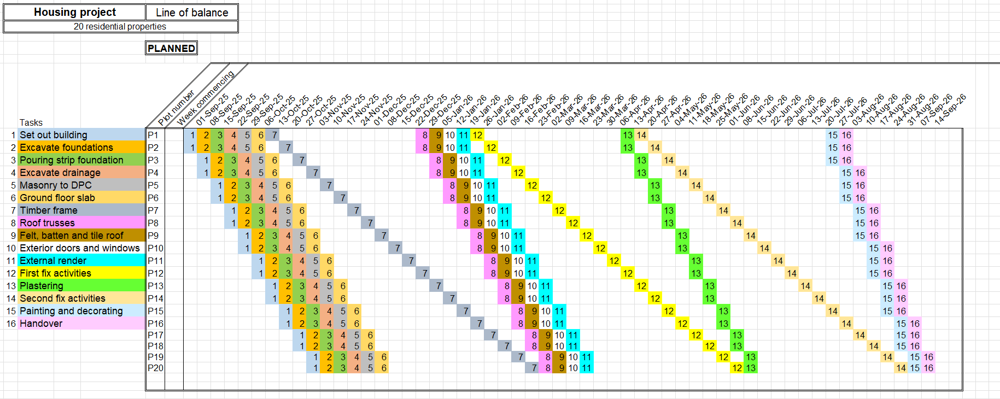 Housing project Line of balance
20 residential properties
PLANNED
Plot number
Week commencing
01-Sep-25 08-Sep-25 15-Sep-25 22-Sep-25 29-Sep-25 06-Oct-25 13-Oct-25 20-Oct-25 27-Oct-25 03-Nov-25 10-Nov-25 17-Nov-25 24-Nov-25 01-Dec-25 08-Dec-25 15-Dec-25 22-Dec-25 29-Dec-25 05-Jan-26 12-Jan-26 19-Jan-26 26-Jan-26 02-Feb-26 09-Feb-26 16-Feb-26 23-Feb-26 02-Mar-26 09-Mar-26 16-Mar-26 23-Mar-26 30-Mar-26 06-Apr-26 13-Apr-26 20-Apr-26 27-Apr-26 04-May-26 11-May-26 18-May-26 25-May-26 01-Jun-26 08-Jun-26 15-Jun-26 22-Jun-26 29-Jun-26 06-Jul-26 13-Jul-26 20-Jul-26 27-Jul-26 03-Aug-26 10-Aug-26 17-Aug-26 24-Aug-26 31-Aug-26 07-Sep-26 14-Sep-26
Tasks
1 Set out building P1 1 2 3 4 5 6 7 8 9 10 11 12 13 14 15 16
2 Excavate foundations P2 1 2 3 4 5 6 7 8 9 10 11 12 13 14 15 16
3 Pouring strip foundation P3 1 2 3 4 5 6 7 8 9 10 11 12 13 14 15 16
4 Excavate drainage P4 1 2 3 4 5 6 7 8 9 10 11 12 13 14 15 16
5 Masonry to DPC P5 1 2 3 4 5 6 7 8 9 10 11 12 13 14 15 16
6 Ground floor slab P6 1 2 3 4 5 6 7 8 9 10 11 12 13 14 15 16
7 Timber frame P7 1 2 3 4 5 6 7 8 9 10 11 12 13 14 15 16
8 Roof trusses P8 1 2 3 4 5 6 7 8 9 10 11 12 13 14 15 16
9 Felt, batten and tile roof P9 1 2 3 4 5 6 7 8 9 10 11 12 13 14 15 16
10 Exterior doors and windows P10 1 2 3 4 5 6 7 8 9 10 11 12 13 14 15 16
11 External render P11 1 2 3 4 5 6 7 8 9 10 11 12 13 14 15 16
12 First fix activities P12 1 2 3 4 5 6 7 8 9 10 11 12 13 14 15 16
13 Plastering P13 1 2 3 4 5 6 7 8 9 10 11 12 13 14 15 16
14 Second fix activities P14 1 2 3 4 5 6 7 8 9 10 11 12 13 14 15 16
15 Painting and decorating P15 1 2 3 4 5 6 7 8 9 10 11 12 13 14 15 16
16 Handover P16 1 2 3 4 5 6 7 8 9 10 11 12 13 14 15 16
P17 1 2 3 4 5 6 7 8 9 10 11 12 13 14 15 16
P18 1 2 3 4 5 6 7 8 9 10 11 12 13 14 15 16
P19 1 2 3 4 5 6 7 8 9 10 11 12 13 14 15 16
P20 1 2 3 4 5 6 7 8 9 10 11 12 13 14 15 16